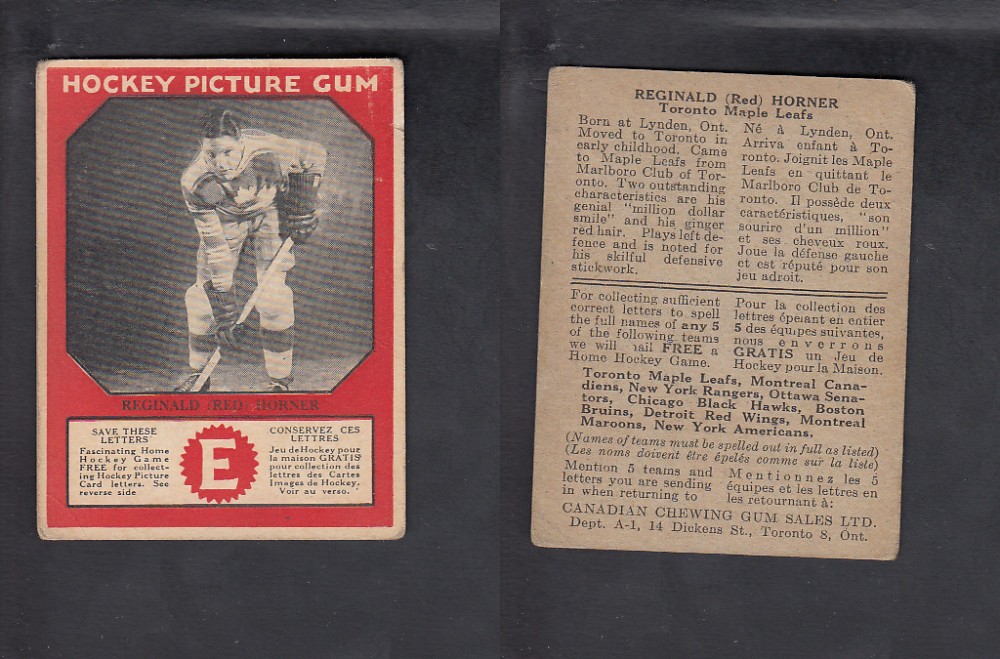 HOCKEY PICTURE GUM
REGINALD (RED) HORNER
SAVE THESE
LETTERS
Fascinating Home
Hockey Game
FREE for collect-
ing Hockey Picture
Card letters. See
reverse side
E
CONSERVEZ CES
LETTRES
Jeu de Hockey pour
la maison GRATIS
pour collection des
lettres des Cartes
Images de Hockey.
Voir au verso.
REGINALD (Red) HORNER
Toronto Maple Leafs
Born at Lynden, Ont.
Moved to Toronto in
early childhood. Came
to Maple Leafs from
Marlboro Club of Tor-
onto. Two outstanding
characteristics are his
genial "million dollar
smile" and his ginger
red hair. Plays left de-
fence and is noted for
his skilful defensive
stickwork.
Né à Lynden, Ont.
Arriva enfant à To-
ronto. Joignit les Maple
Leafs en quittant le
Marlboro Club de To-
ronto. Il possède deux
caractéristiques, "son
sourire d'un million"
et ses cheveux roux.
Joue la défense gauche
et est réputé pour son
jeu adroit.
For collecting sufficient
correct letters to spell
the full names of any 5
of the following teams
we will FREE a
Home Hockey Game.
Pour la collection des
lettres épelant en entier
5 des équipes suivantes,
nous enverrons
GRATIS un Jeu de
Hockey pour la Maison.
Toronto Maple Leafs, Montreal Cana-
diens, New York Rangers, Ottawa Sena-
tors, Chicago Black Hawks, Boston
Bruins, Detroit Red Wings, Montreal
Maroons, New York Americans.
(Names of teams must be spelled out in full as listed)
(Les noms doivent être épelés comme sur la liste)
Mention 5 teams and
letters you are sending
in when returning to
Mentionnez les 5
équipes et les lettres en
les retournant à:
CANADIAN CHEWING GUM SALES LTD.
Dept. A-1, 14 Dickens St., Toronto 8, Ont.